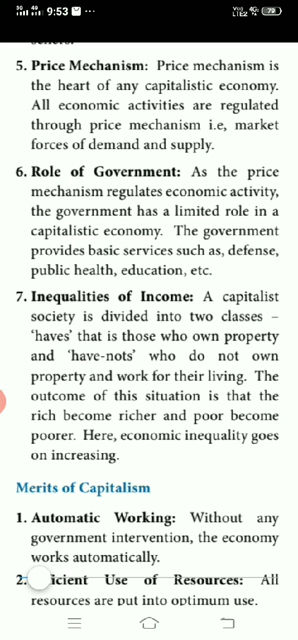 9:53
79
5. Price Mechanism: Price mechanism is
the heart of any capitalistic economy.
All economic activities are regulated
through price mechanism i.e, market
forces of demand and supply.
6. Role of Government: As the price
mechanism regulates economic activity,
the government has a limited role in a
capitalistic economy. The government
provides basic services such as, defense,
public health, education, etc.
7. Inequalities of Income: A capitalist
society is divided into two classes –
‘haves’ that is those who own property
and ‘have-nots’ who do not own
property and work for their living. The
outcome of this situation is that the
rich become richer and poor become
poorer. Here, economic inequality goes
on increasing.
Merits of Capitalism
1. Automatic Working: Without any
government intervention, the economy
works automatically.
2. Use of Resources: All
resources are put into optimum use.